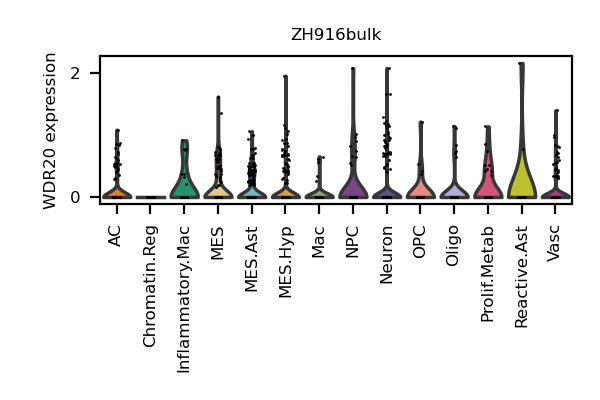 ZH916bulk
WDR20 expression
2
0
AC
Chromatin.Reg
Inflammatory.Mac
MES
MES.Ast
MES.Hyp
Mac
NPC
Neuron
OPC
Oligo
Prolif.Metab
Reactive.Ast
Vasc